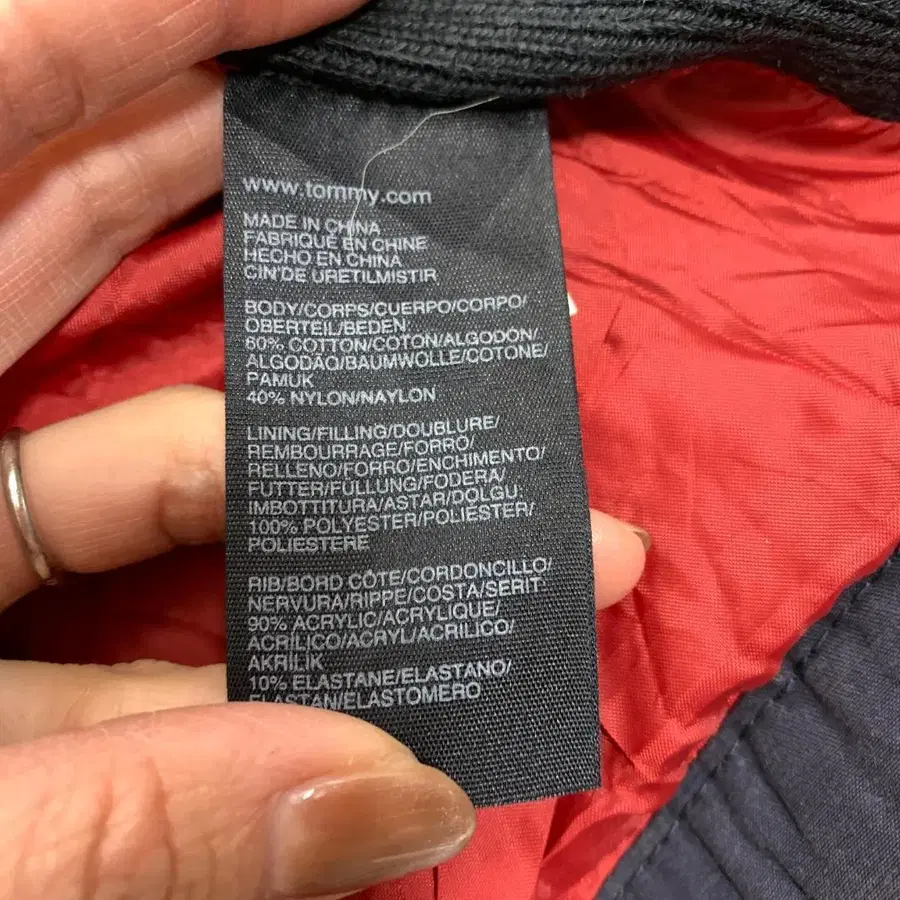 www.tommy.com
MADE IN CHINA
FABRIQUÉ EN CHINE
HECHO EN CHINA
CIN'DE URETILMISTIR
BODY/CORPS/CUERPO/CORPO/
OBERTEIL/BEDEN:
60% COTTON/COTON/ALGODÓN/
ALGODÃO/BAUMWOLLE/COTONE/
PAMUK
40% NYLON/NAYLON
LINING/FILLING/DOUBLURE/
REMBOURRAGE/FORRO/
RELLENO/FORRO/ENCHIMENTO/
FUTTER/FÜLLUNG/FODERA/
IMBOTTITURA/ASTAR/DOLGU:
100% POLYESTER/POLIESTER/
POLIESTERE
RIB/BORD CÔTE/CORDONCILLO/
NERVURA/RIPPE/COSTA/SERIT
90% ACRYLIC/ACRYLIQUE/
ACRÍLICO/ACRYL/ACRILICO/
AKRILIK
10% ELASTANE/ELASTANO/
ELASTAN/ELASTOMERO